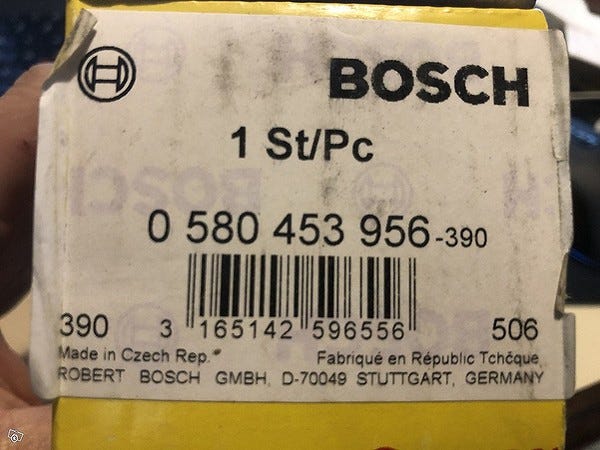 BOSCH
1 St/Pc
BOSCH
0 580 453 956-390
390 3 165142 596556 506
Made in Czech Rep.
Fabriqué en Républic Tchčque
ROBERT BOSCH GMBH, D-70049 STUTTGART, GERMANY